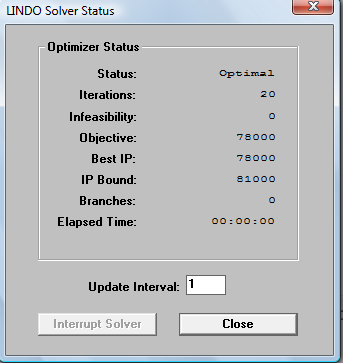 LINDO Solver Status
Optimizer Status
Status: Optimal
Iterations: 20
Infeasibility: 0
Objective: 78000
Best IP: 78000
IP Bound: 81000
Branches: 0
Elapsed Time: 00:00:00
Update Interval: 1
Interrupt Solver Close